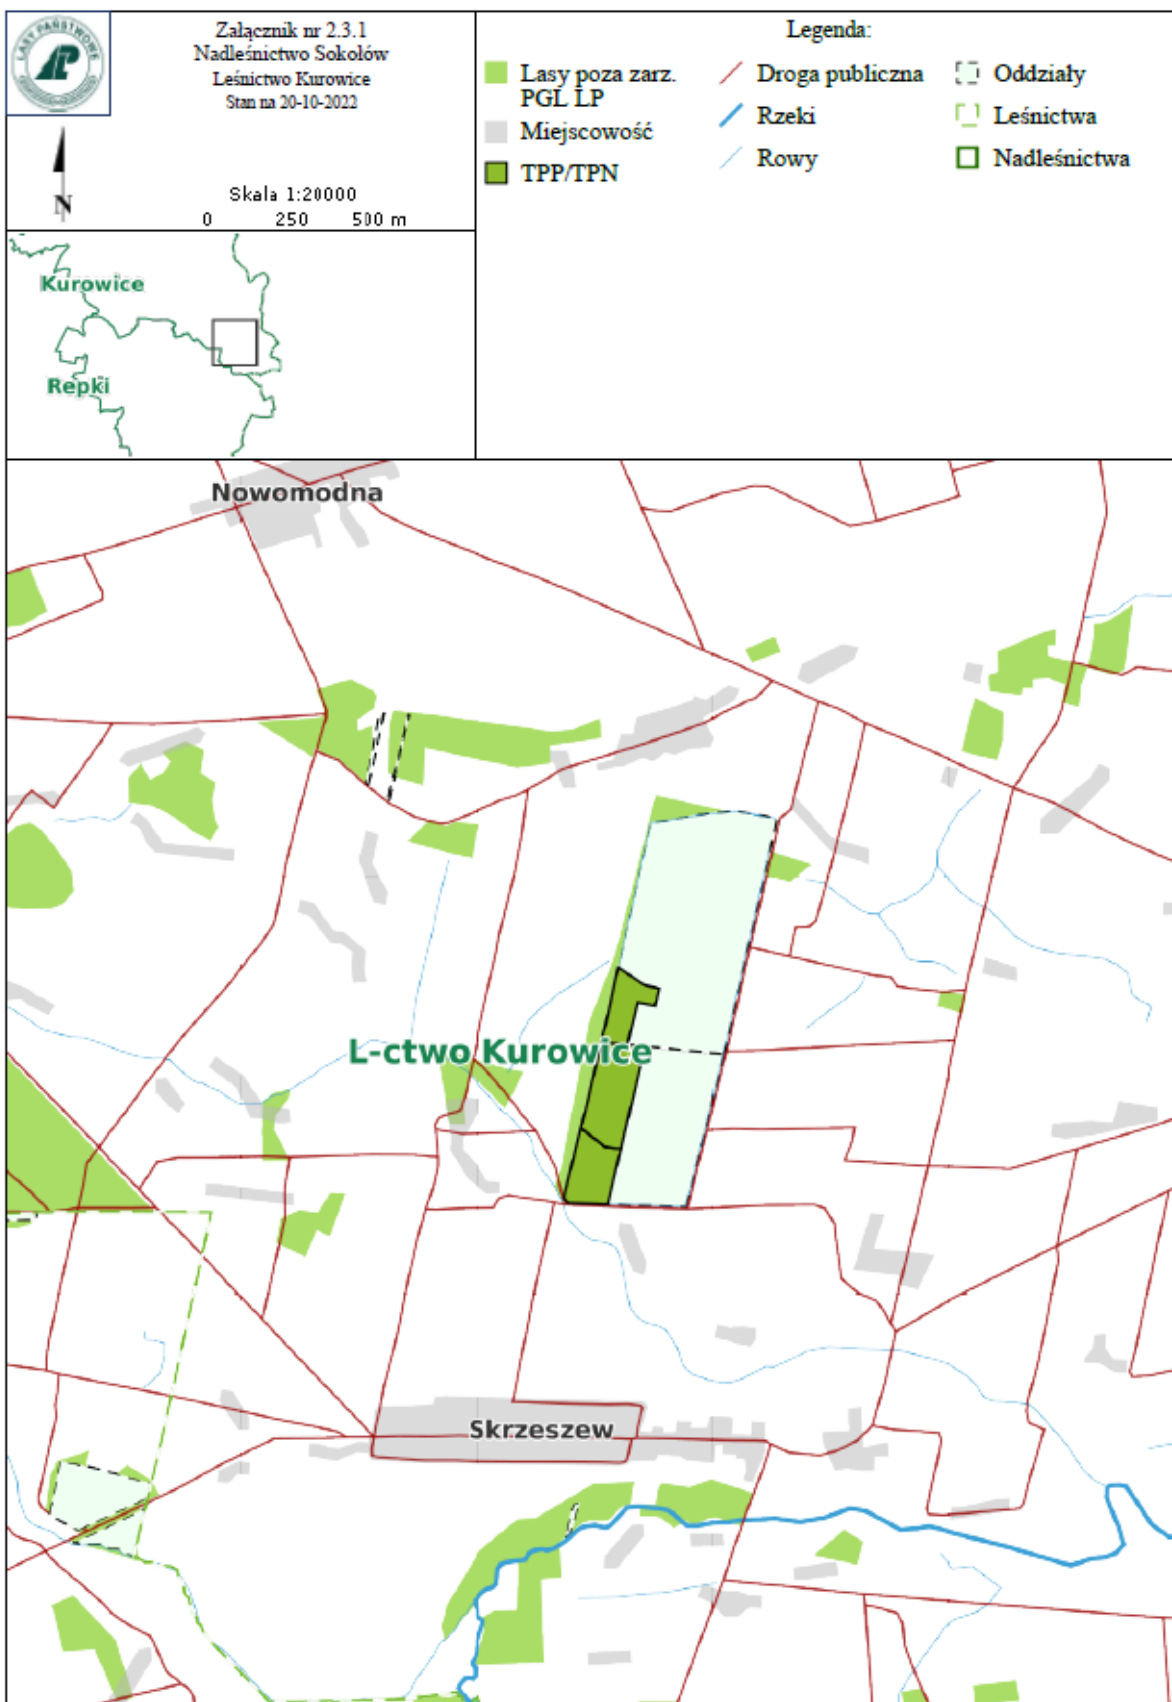 LASY PAŃSTWOWE
Załącznik nr 2.3.1
Nadleśnictwo Sokołów
Leśnictwo Kurowice
Stan na 20-10-2022
N
Skala 1:20000
0 250 500 m
Legenda:
Lasy poza zarz.
PGL LP
Miejscowość
TPP/TPN
Droga publiczna
Rzeki
Rowy
Oddziały
Leśnictwa
Nadleśnictwa
Kurowice
Repki
Nowomodna
L-ctwo Kurowice
Skrzeszew